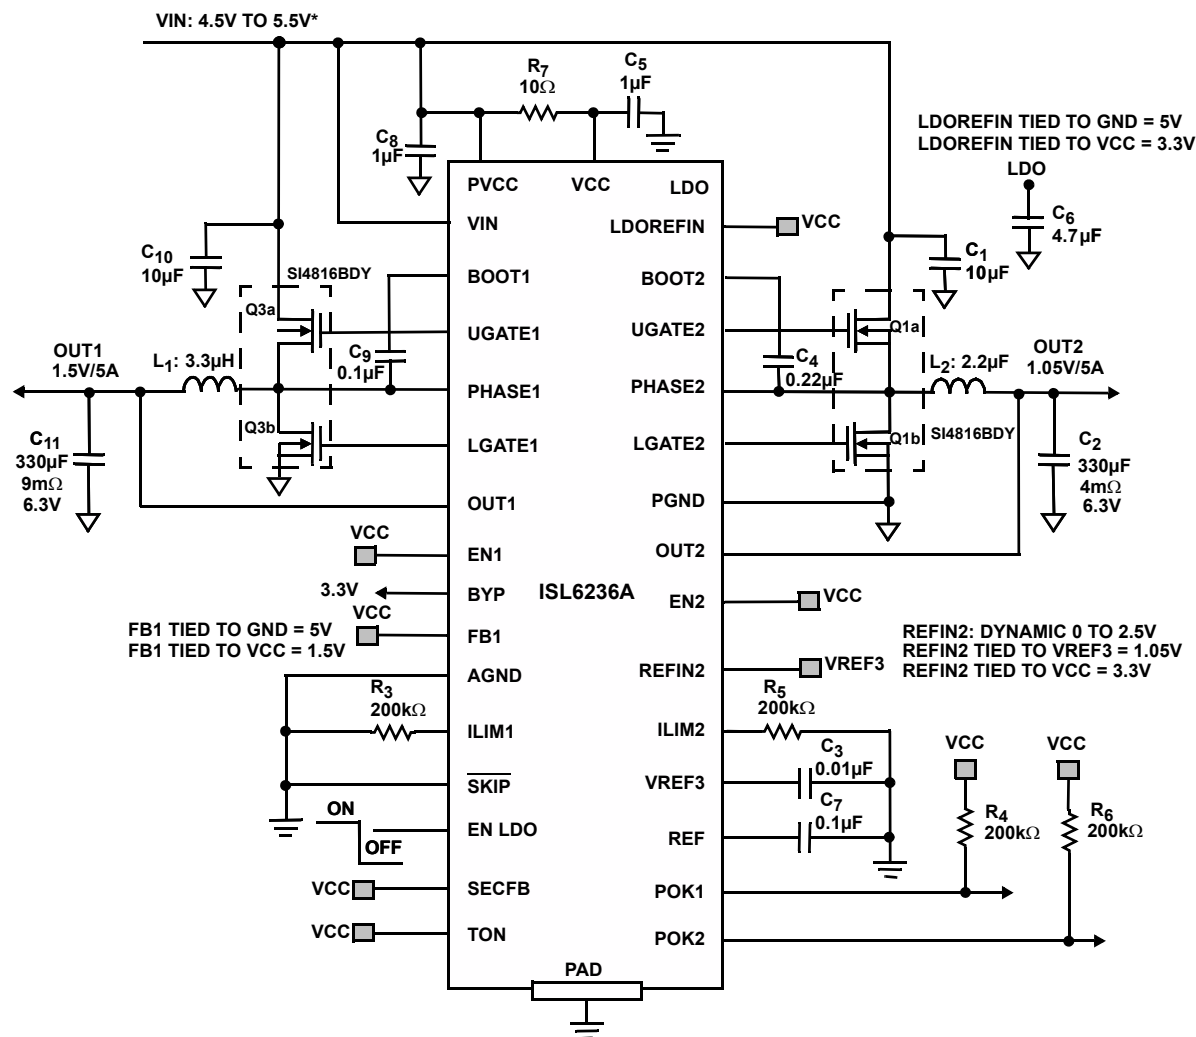 VIN: 4.5V TO 5.5V*
R7
10Ω
C5
1µF
C8
1µF
LDOREFIN TIED TO GND = 5V
LDOREFIN TIED TO VCC = 3.3V
LDO
C6
4.7µF
PVCC
VCC
LDO
VIN
LDOREFIN
VCC
C10
10µF
C1
10µF
SI4816BDY
BOOT1
BOOT2
Q3a
Q1a
UGATE1
UGATE2
OUT1
1.5V/5A
L1: 3.3µH
C9
0.1µF
C4
0.22µF
L2: 2.2µF
OUT2
1.05V/5A
PHASE1
PHASE2
Q3b
Q1b
SI4816BDY
LGATE1
LGATE2
C11
330µF
9mΩ
6.3V
C2
330µF
4mΩ
6.3V
OUT1
PGND
OUT2
VCC
EN1
3.3V
BYP
ISL6236A
EN2
VCC
VCC
FB1 TIED TO GND = 5V
FB1 TIED TO VCC = 1.5V
FB1
REFIN2: DYNAMIC 0 TO 2.5V
REFIN2 TIED TO VREF3 = 1.05V
REFIN2 TIED TO VCC = 3.3V
AGND
REFIN2
VREF3
R3
200kΩ
R5
200kΩ
ILIM1
ILIM2
C3
0.01µF
VCC
VCC
SKIP
VREF3
C7
0.1µF
ON
OFF
EN LDO
REF
R4
200kΩ
R6
200kΩ
VCC
SECFB
POK1
VCC
TON
POK2
PAD